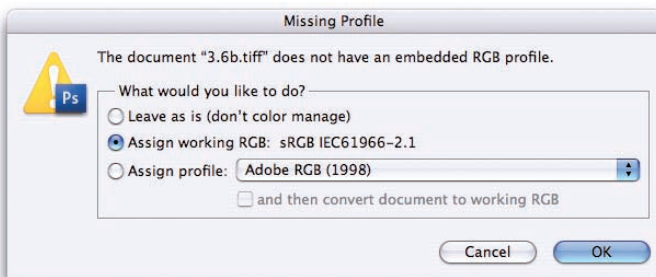 Missing Profile
The document "3.6b.tiff" does not have an embedded RGB profile.
Ps
What would you like to do?
Leave as is (don't color manage)
Assign working RGB: sRGB IEC61966-2.1
Assign profile: Adobe RGB (1998)
and then convert document to working RGB
Cancel OK